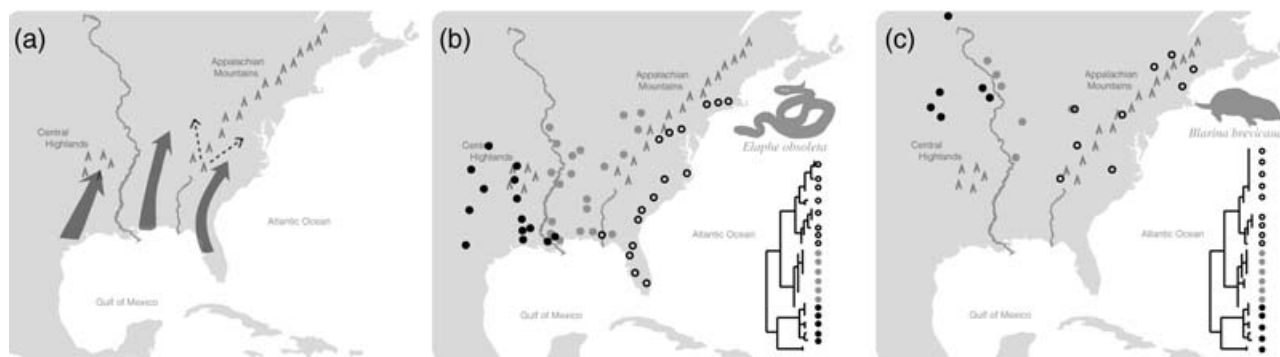 (a)
Appalachian
Mountains
Central
Highlands
Atlantic Ocean
Gulf of Mexico
(b)
Appalachian
Mountains
Elaphe obsoleta
Central
Highlands
Atlantic Ocean
Gulf of Mexico
(c)
Appalachian
Mountains
Blarina brevicauda
Central
Highlands
Atlantic Ocean
Gulf of Mexico